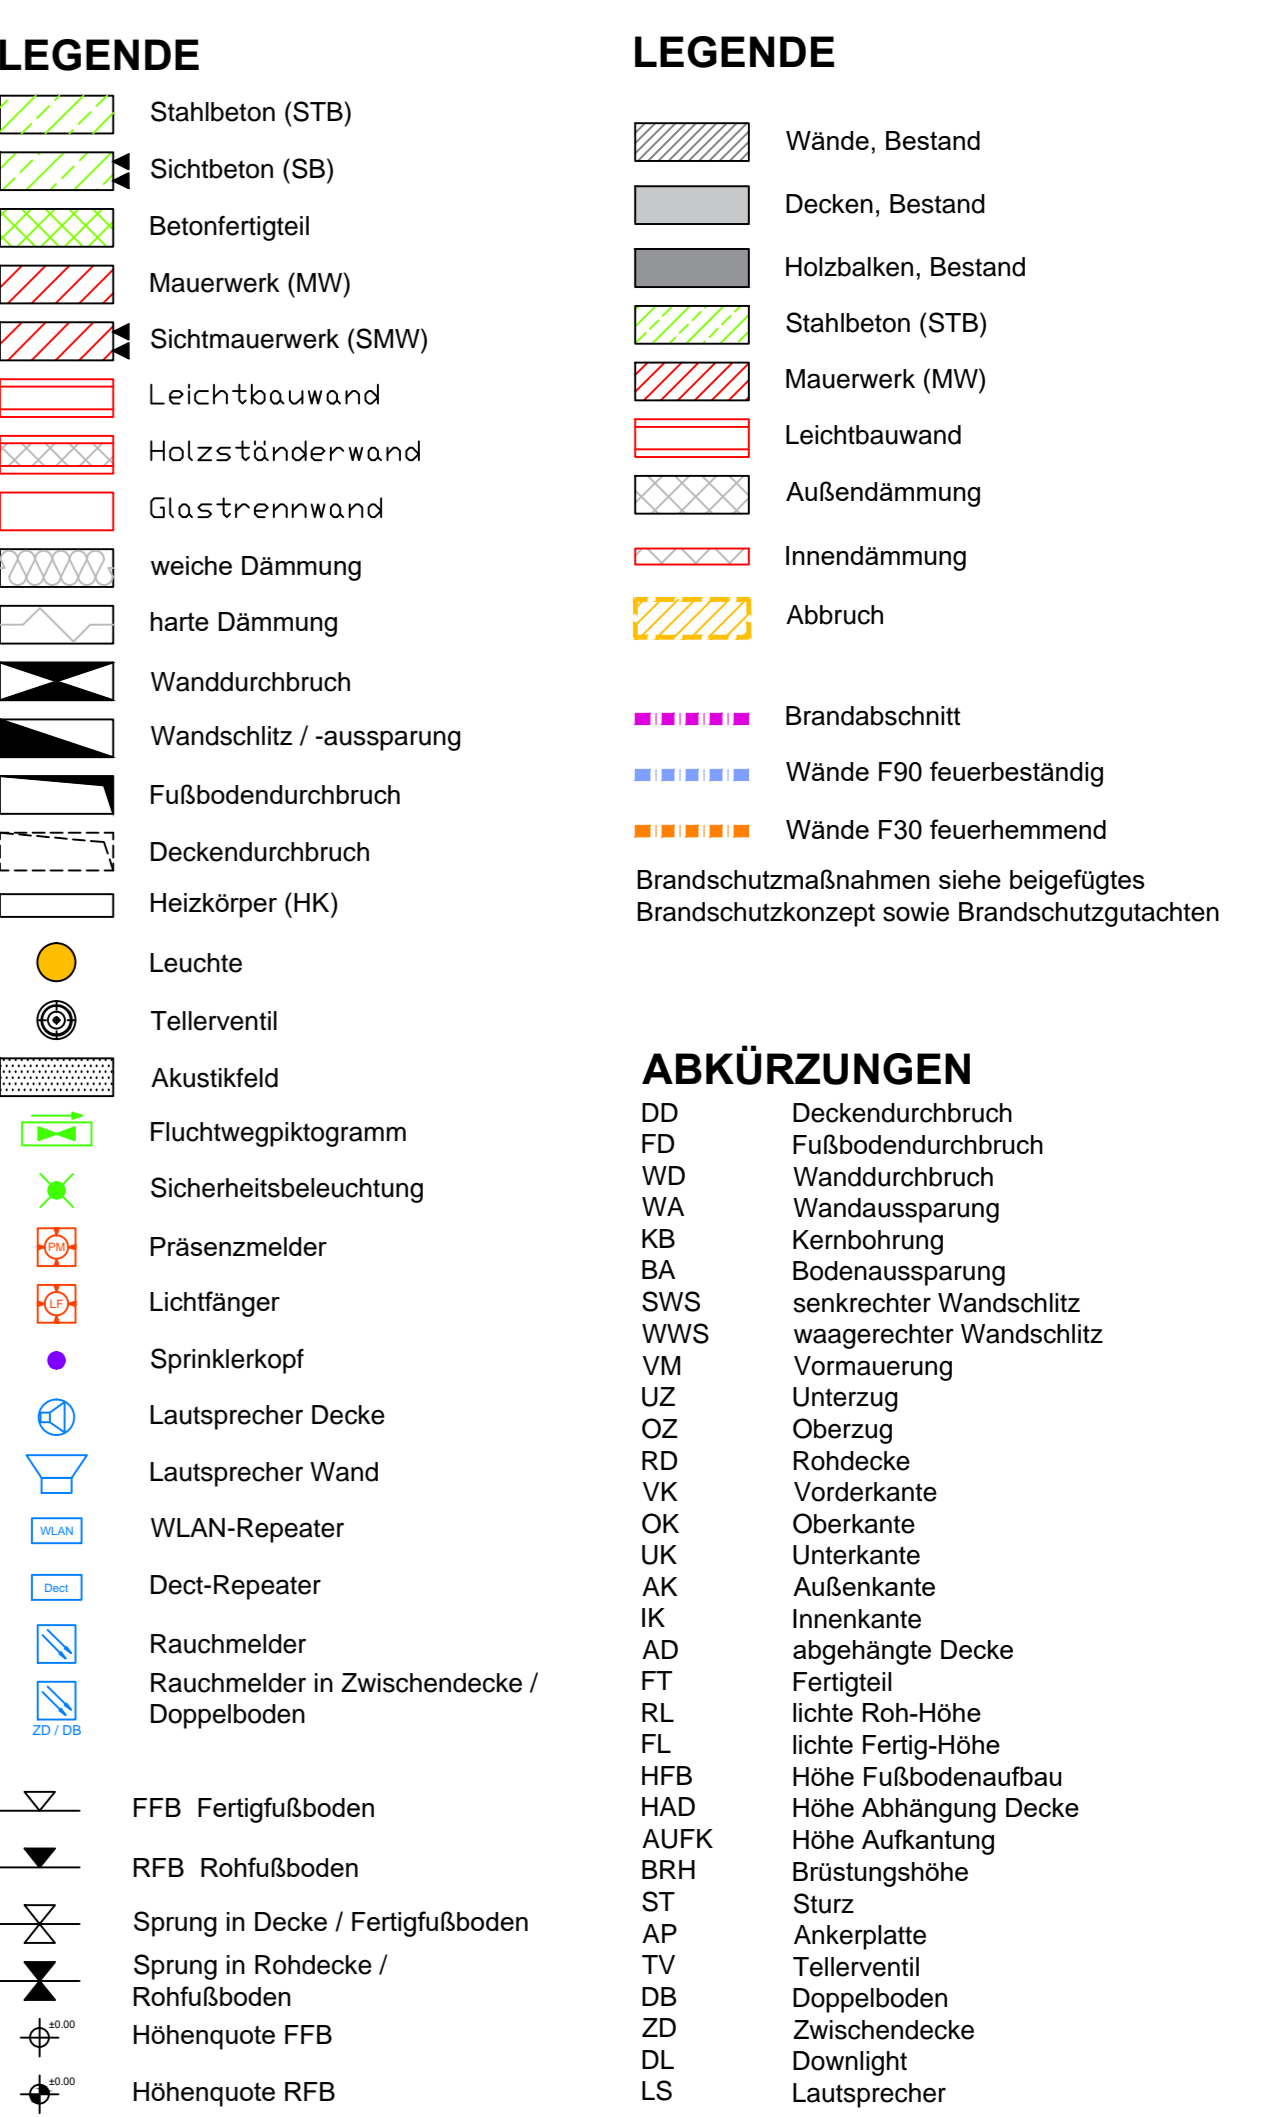 LEGENDE
Stahlbeton (STB)
Sichtbeton (SB)
Betonfertigteil
Mauerwerk (MW)
Sichtmauerwerk (SMW)
Leichtbauwand
Holzständerwand
Glastrennwand
weiche Dämmung
harte Dämmung
Wanddurchbruch
Wandschlitz / -aussparung
Fußbodendurchbruch
Deckendurchbruch
Heizkörper (HK)
Leuchte
Tellerventil
Akustikfeld
Fluchtwegpiktogramm
Sicherheitsbeleuchtung
PM Präsenzmelder
LF Lichtfänger
Sprinklerkopf
Lautsprecher Decke
Lautsprecher Wand
WLAN WLAN-Repeater
Dect Dect-Repeater
Rauchmelder
Rauchmelder in Zwischendecke /
Doppelboden
ZD / DB
FFB Fertigfußboden
RFB Rohfußboden
Sprung in Decke / Fertigfußboden
Sprung in Rohdecke /
Rohfußboden
±0.00 Höhenquote FFB
±0.00 Höhenquote RFB
LEGENDE
Wände, Bestand
Decken, Bestand
Holzbalken, Bestand
Stahlbeton (STB)
Mauerwerk (MW)
Leichtbauwand
Außendämmung
Innendämmung
Abbruch
Brandabschnitt
Wände F90 feuerbeständig
Wände F30 feuerhemmend
Brandschutzmaßnahmen siehe beigefügtes
Brandschutzkonzept sowie Brandschutzgutachten
ABKÜRZUNGEN
DD Deckendurchbruch
FD Fußbodendurchbruch
WD Wanddurchbruch
WA Wandaussparung
KB Kernbohrung
BA Bodenaussparung
SWS senkrechter Wandschlitz
WWS waagerechter Wandschlitz
VM Vormauerung
UZ Unterzug
OZ Oberzug
RD Rohdecke
VK Vorderkante
OK Oberkante
UK Unterkante
AK Außenkante
IK Innenkante
AD abgehängte Decke
FT Fertigteil
RL lichte Roh-Höhe
FL lichte Fertig-Höhe
HFB Höhe Fußbodenaufbau
HAD Höhe Abhängung Decke
AUFK Höhe Aufkantung
BRH Brüstungshöhe
ST Sturz
AP Ankerplatte
TV Tellerventil
DB Doppelboden
ZD Zwischendecke
DL Downlight
LS Lautsprecher